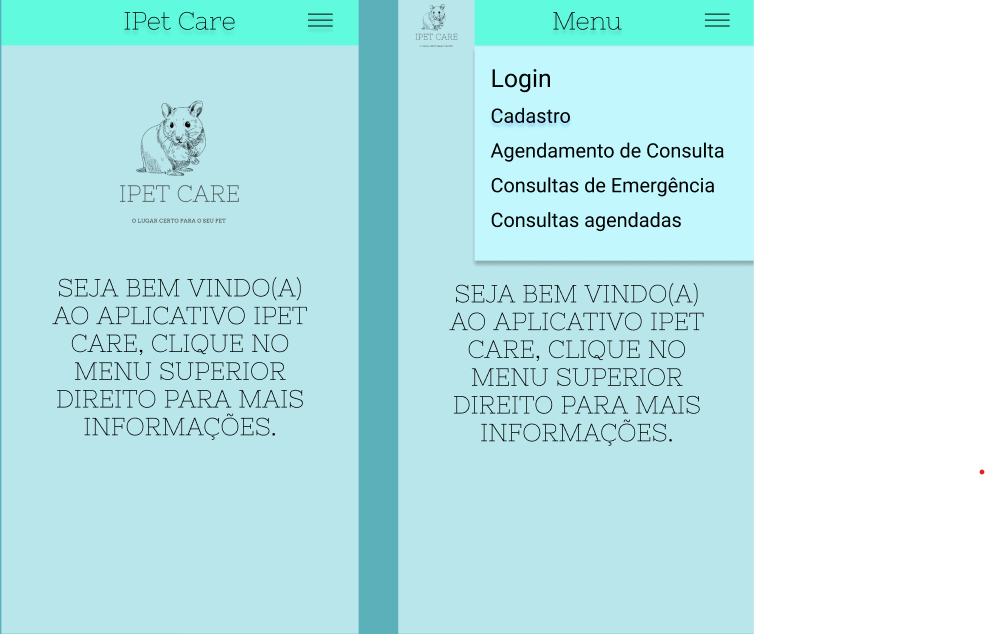 IPet Care
IPET CARE
O LUGAR CERTO PARA O SEU PET
SEJA BEM VINDO(A)
AO APLICATIVO IPET
CARE, CLIQUE NO
MENU SUPERIOR
DIREITO PARA MAIS
INFORMAÇÕES.
IPET CARE
Menu
Login
Cadastro
Agendamento de Consulta
Consultas de Emergência
Consultas agendadas
SEJA BEM VINDO(A)
AO APLICATIVO IPET
CARE, CLIQUE NO
MENU SUPERIOR
DIREITO PARA MAIS
INFORMAÇÕES.